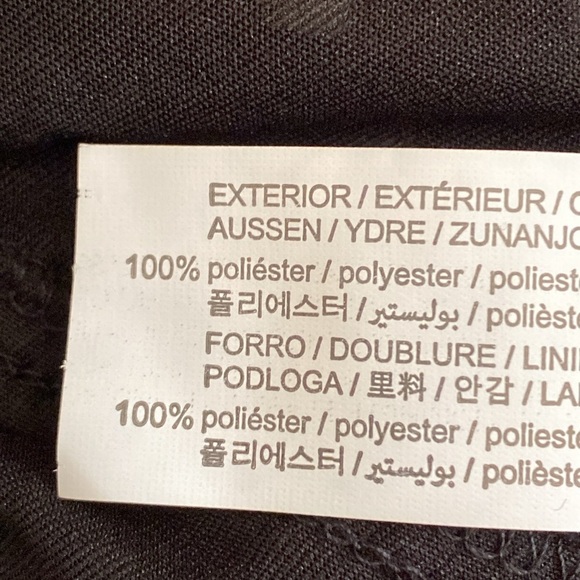 EXTERIOR / EXTÉRIEUR /
AUSSEN / YDRE / ZUNANJO
100% poliéster / polyester / polieste
폴리에스터 / بوليستير / polièste
FORRO / DOUBLURE / LINI
PODLOGA / 里料 / 안감 / LA
100% poliéster / polyester / polieste
폴리에스터 / بوليستير / polièste